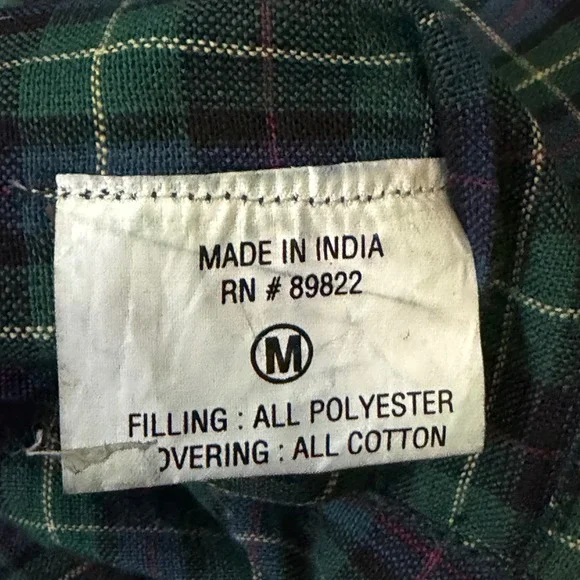 MADE IN INDIA
RN # 89822
M
FILLING : ALL POLYESTER
OVERING : ALL COTTON